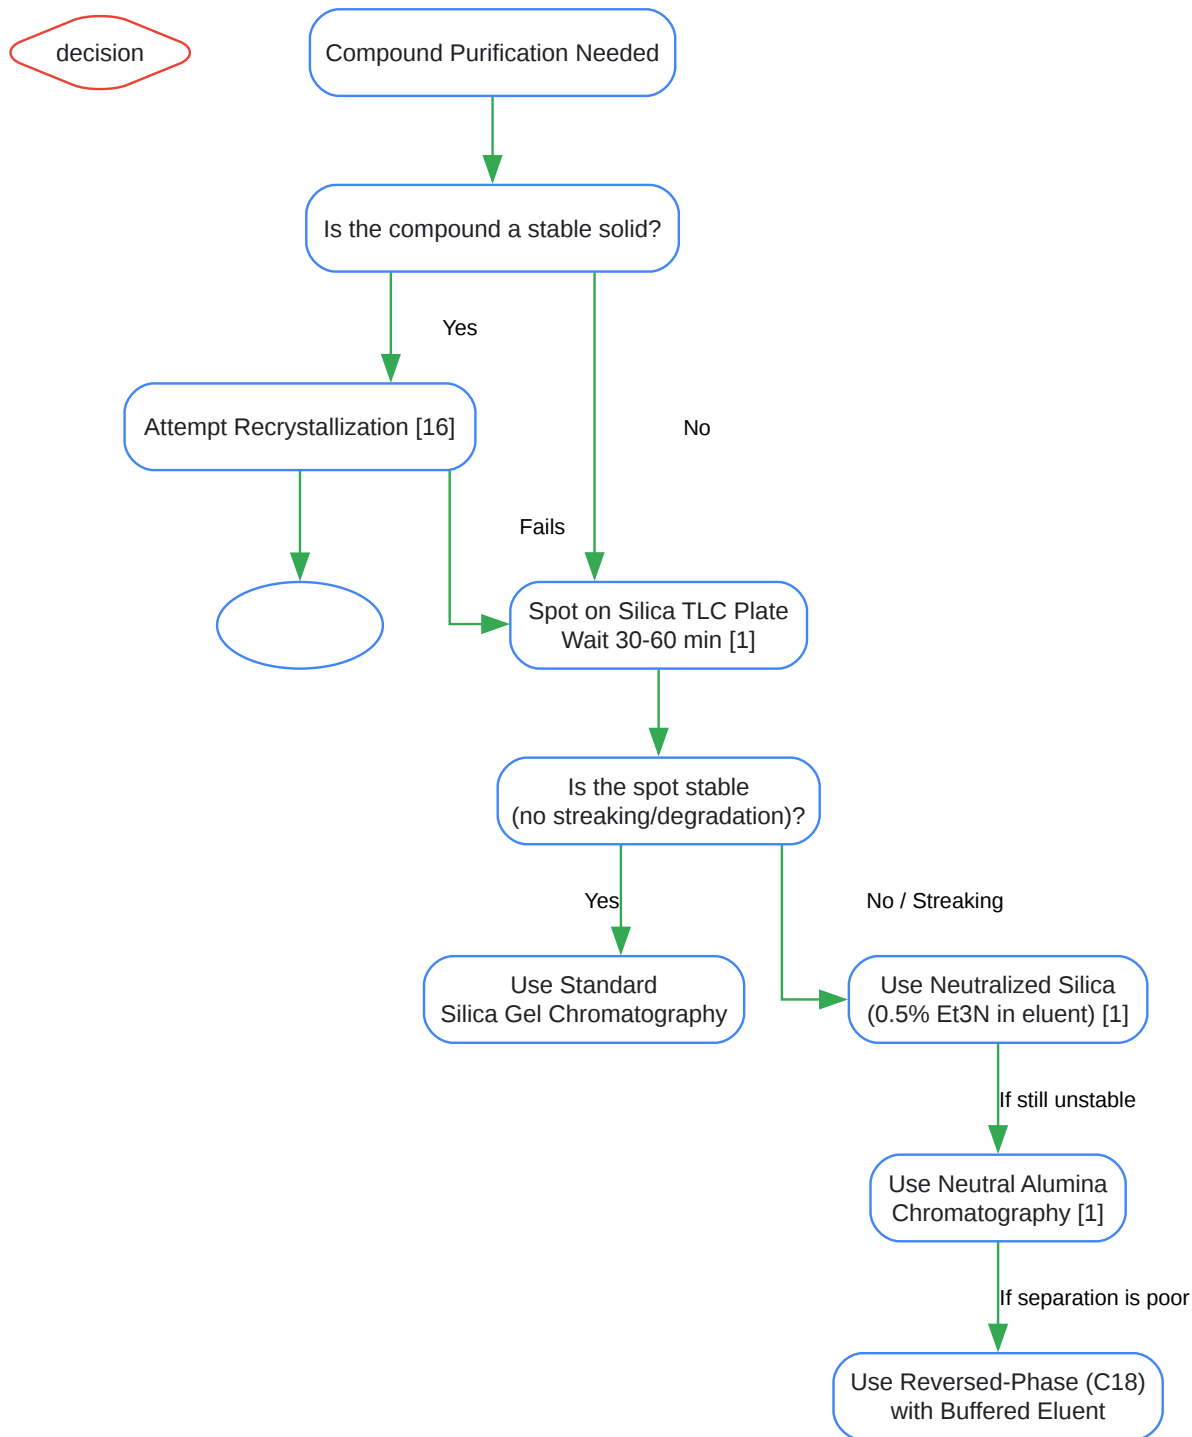 decision
Compound Purification Needed
Is the compound a stable solid?
Yes
Attempt Recrystallization [16]
No
Fails
Spot on Silica TLC Plate
Wait 30-60 min [1]
Is the spot stable
(no streaking/degradation)?
Yes
No / Streaking
Use Standard
Silica Gel Chromatography
Use Neutralized Silica
(0.5% Et3N in eluent) [1]
If still unstable
Use Neutral Alumina
Chromatography [1]
If separation is poor
Use Reversed-Phase (C18)
with Buffered Eluent